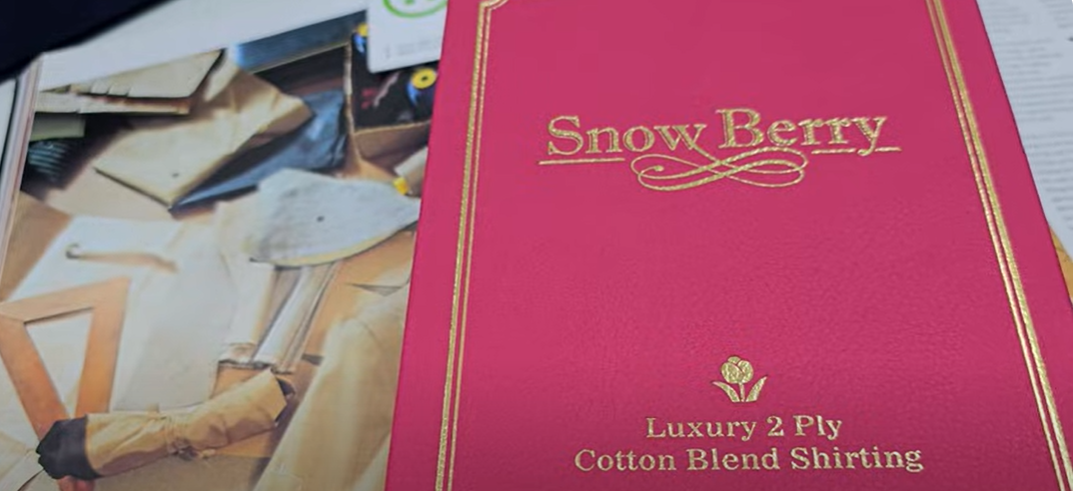 Snow Berry
Luxury 2 Ply
Cotton Blend Shirting